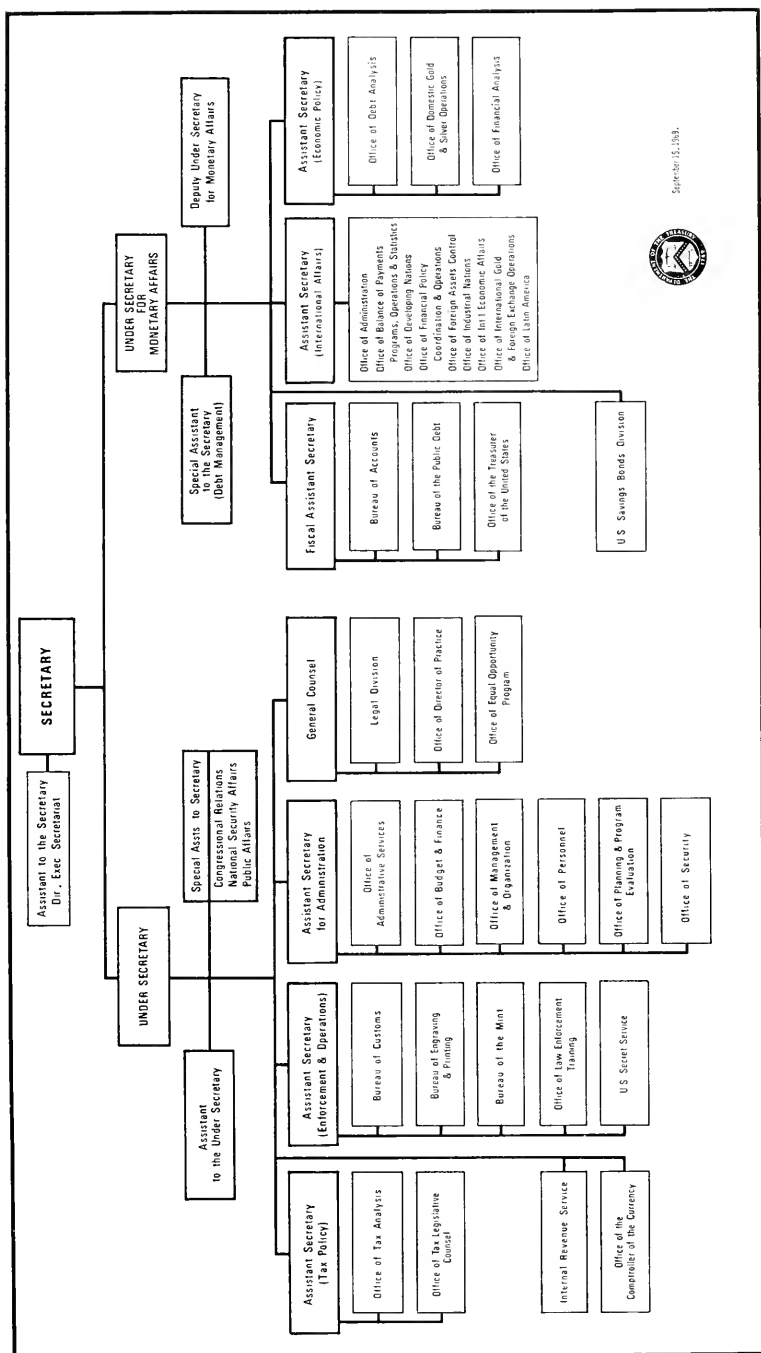 SECRETARY
Assistant to the Secretary
Dir., Exec Secretariat
UNDER SECRETARY
UNDER SECRETARY
FOR
MONETARY AFFAIRS
Assistant
to the Under Secretary
Special Assts to Secretary
Congressional Relations
National Security Affairs
Public Affairs
Special Assistant
to the Secretary
(Debt Management)
Deputy Under Secretary
for Monetary Affairs
Assistant Secretary
(Tax Policy)
Office of Tax Analysis
Office of Tax Legislative
Counsel
Internal Revenue Service
Office of the
Comptroller of the Currency
Assistant Secretary
(Enforcement & Operations)
Bureau of Customs
Bureau of Engraving
& Printing
Bureau of the Mint
Office of Law Enforcement
Training
U S Secret Service
Assistant Secretary
for Administration
Office of
Administrative Services
Office of Budget & Finance
Office of Management
& Organization
Office of Personnel
Office of Planning & Program
Evaluation
Office of Security
General Counsel
Legal Division
Office of Director of Practice
Office of Equal Opportunity
Program
Fiscal Assistant Secretary
Bureau of Accounts
Bureau of the Public Debt
Office of the Treasurer
of the United States
U S Savings Bonds Division
Assistant Secretary
(International Affairs)
Office of Administration
Office of Balance of Payments
Programs, Operations & Statistics
Office of Developing Nations
Office of Financial Policy
Coordination & Operations
Office of Foreign Assets Control
Office of Industrial Nations
Office of Int'l Economic Affairs
Office of International Gold
& Foreign Exchange Operations
Office of Latin America
Assistant Secretary
(Economic Policy)
Office of Debt Analysis
Office of Domestic Gold
& Silver Operations
Office of Financial Analysis
THE DEPARTMENT OF THE TREASURY
1789
September 15, 1969.